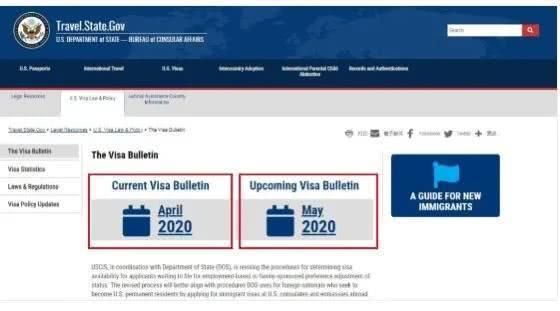 Travel.State.Gov
U.S. DEPARTMENT of STATE — BUREAU of CONSULAR AFFAIRS
Search
U.S. Passports
International Travel
U.S. Visas
Intercountry Adoption
International Parental Child
Abduction
Records and Authentications
Legal Resources
U.S. Visa Law & Policy
Judicial Assistance Country
Information
Travel.State.Gov > Legal Resources > U.S. Visa Law & Policy > The Visa Bulletin
The Visa Bulletin
Visa Statistics
Laws & Regulations
Visa Policy Updates
The Visa Bulletin
Current Visa Bulletin
April
2020
Upcoming Visa Bulletin
May
2020
A GUIDE FOR NEW
IMMIGRANTS
USCIS, in coordination with Department of State (DOS), is revising the procedures for determining visa
availability for applicants waiting to file for employment-based or family-sponsored preference adjustment of
status. The revised process will better align with procedures DOS uses for foreign nationals who seek to
become U.S. permanent residents by applying for immigrant visas at U.S. consulates and embassies abroad